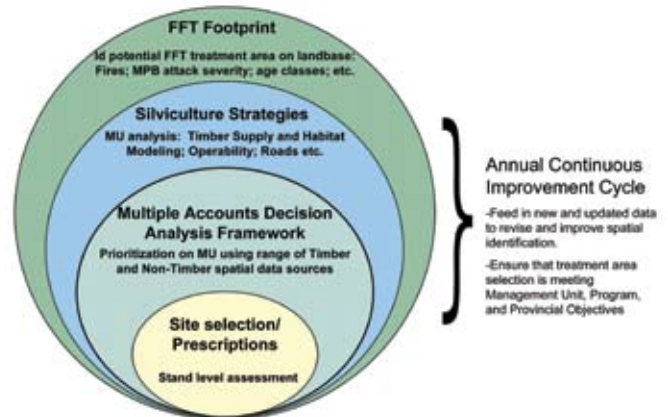 FFT Footprint
Id potential FFT treatment area on landbase:
Fires; MPB attack severity; age classes; etc.
Silviculture Strategies
MU analysis: Timber Supply and Habitat
Modeling; Operability; Roads etc.
Multiple Accounts Decision
Analysis Framework
Prioritization on MU using range of Timber
and Non-Timber spatial data sources
Site selection/
Prescriptions
Stand level assessment
Annual Continuous
Improvement Cycle
-Feed in new and updated data
to revise and improve spatial
identification.
-Ensure that treatment area
selection is meeting
Management Unit, Program,
and Provincial Objectives